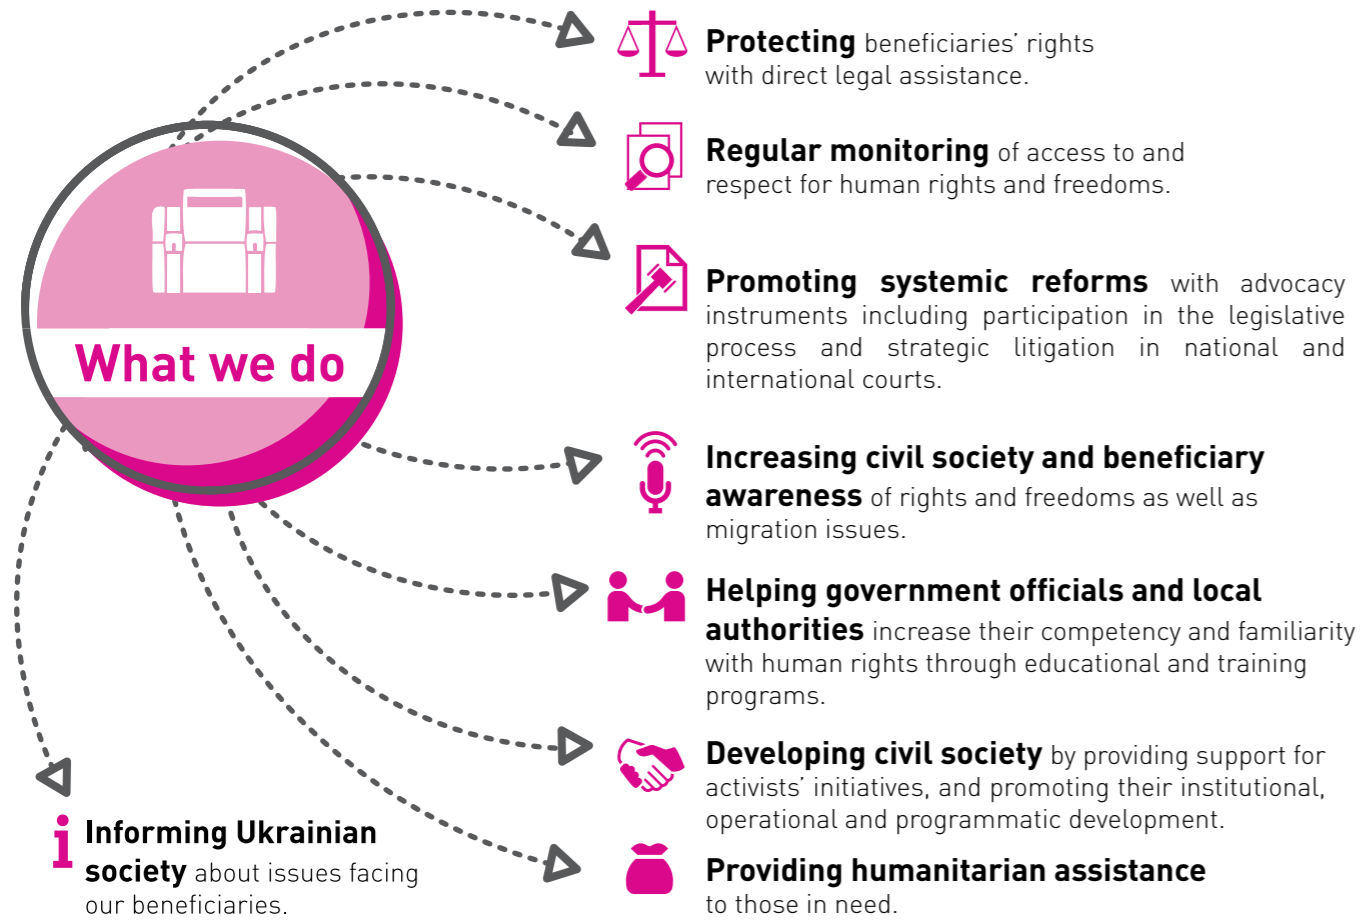 What we do
Protecting beneficiaries’ rights
with direct legal assistance.
Regular monitoring of access to and
respect for human rights and freedoms.
Promoting systemic reforms with advocacy
instruments including participation in the legislative
process and strategic litigation in national and
international courts.
Increasing civil society and beneficiary
awareness of rights and freedoms as well as
migration issues.
Helping government officials and local
authorities increase their competency and familiarity
with human rights through educational and training
programs.
Developing civil society by providing support for
activists’ initiatives, and promoting their institutional,
operational and programmatic development.
Providing humanitarian assistance
to those in need.
Informing Ukrainian
society about issues facing
our beneficiaries.